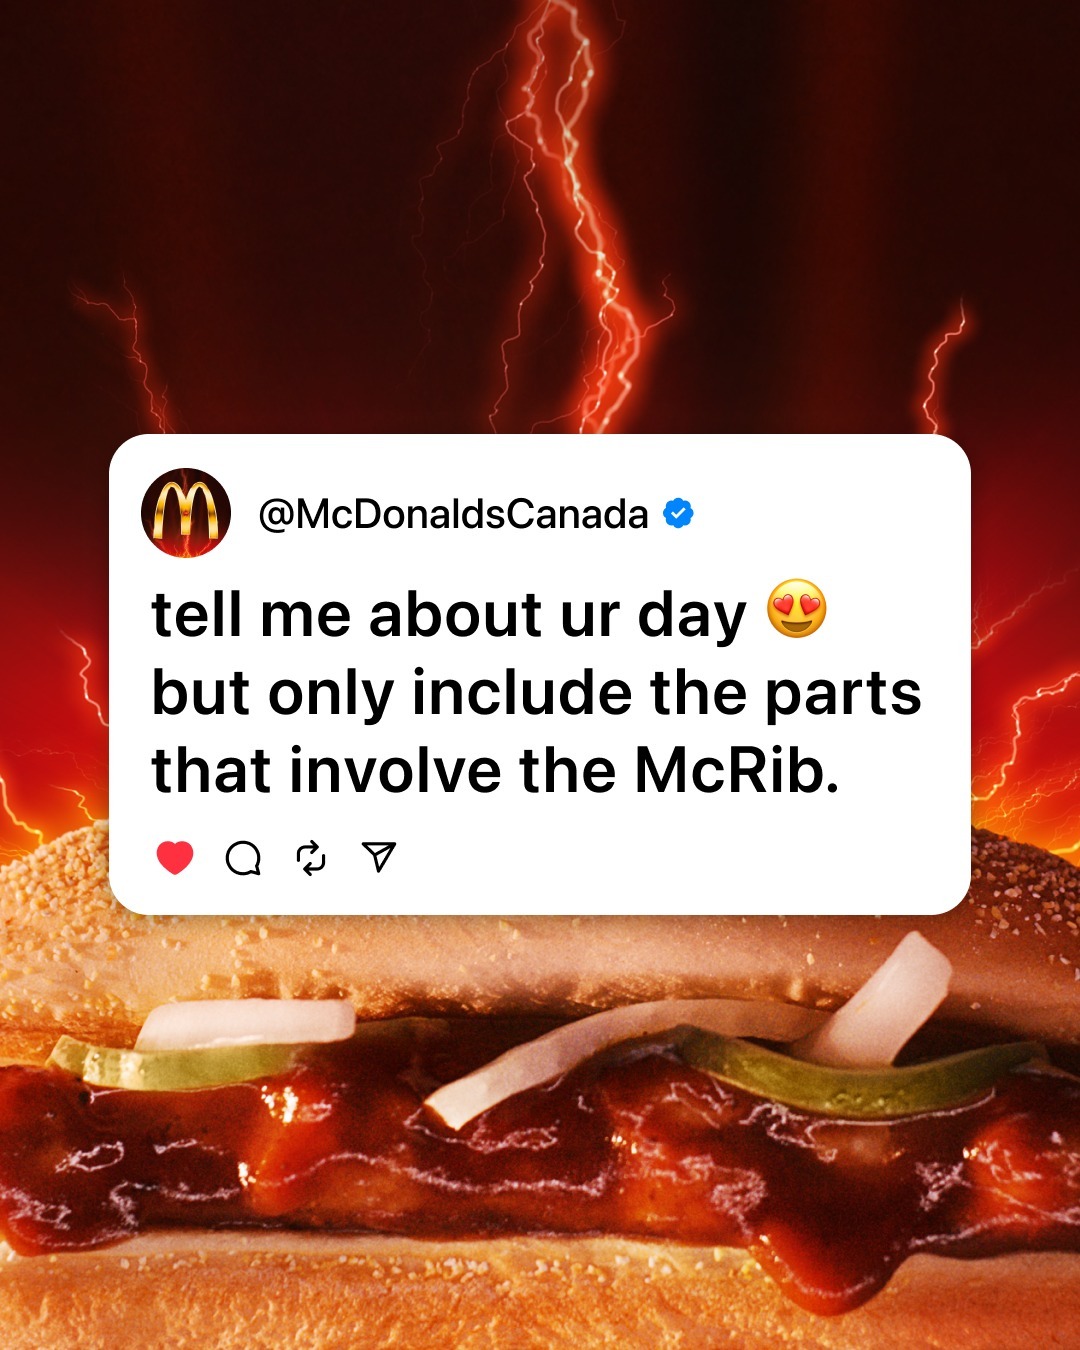 @McDonaldsCanada
tell me about ur day 😍
but only include the parts
that involve the McRib.